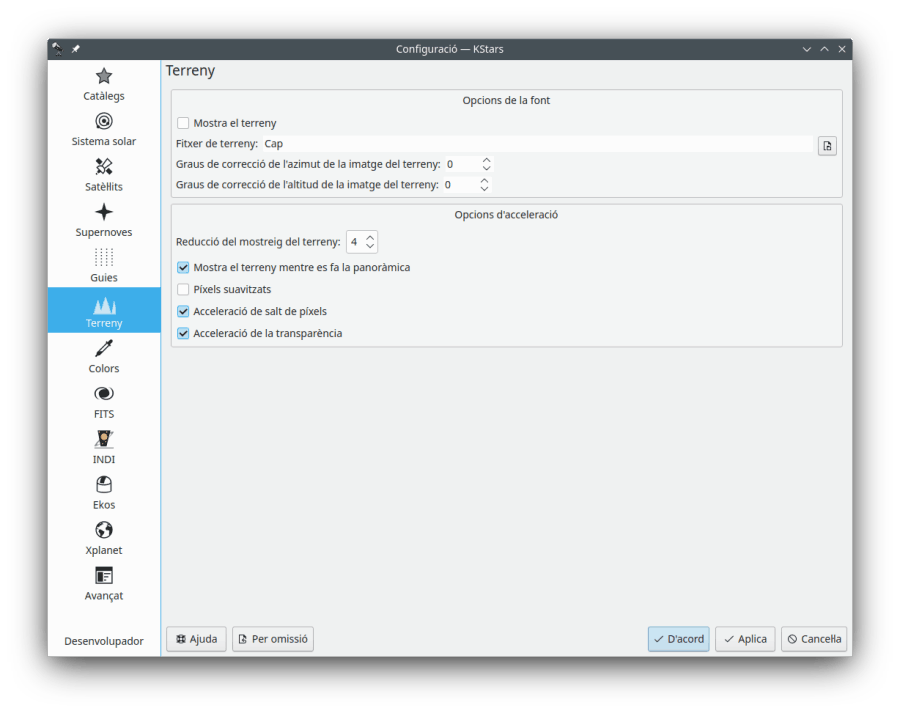 Configuració — KStars
Catàlegs
Sistema solar
Satèl·lits
Supernoves
Guies
Terreny
Colors
FITS
INDI
Ekos
Xplanet
Avançat
Desenvolupador
Terreny
Opcions de la font
Mostra el terreny
Fitxer de terreny: Cap
Graus de correcció de l'azimut de la imatge del terreny: 0
Graus de correcció de l'altitud de la imatge del terreny: 0
Opcions d'acceleració
Reducció del mostreig del terreny: 4
Mostra el terreny mentre es fa la panoràmica
Píxels suavitzats
Acceleració de salt de píxels
Acceleració de la transparència
Ajuda Per omissió D'acord Aplica Cancel·la